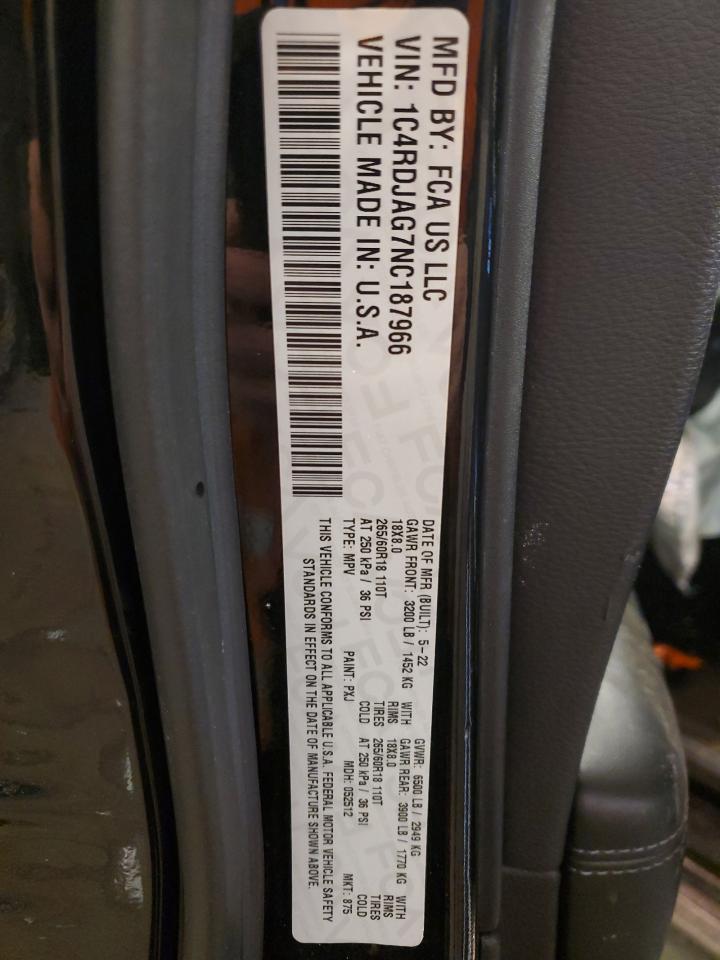 MFD BY: FCA US LLC
VIN: 1C4RDJAG7NC187966
VEHICLE MADE IN: U.S.A.
DATE OF MFR (BUILT): 5-22 GVWR: 6500 LB / 2949 KG
GAWR FRONT: 3200 LB / 1452 KG WITH GAWR REAR: 3900 LB / 1770 KG WITH
18X8.0 RIMS 18X8.0 RIMS
265/60R18 110T TIRES 265/60R18 110T TIRES
AT 250 kPa / 36 PSI COLD AT 250 kPa / 36 PSI COLD
TYPE: MPV PAINT: PXJ MDH: 052512 MKT: 875
THIS VEHICLE CONFORMS TO ALL APPLICABLE U.S.A. FEDERAL MOTOR VEHICLE SAFETY
STANDARDS IN EFFECT ON THE DATE OF MANUFACTURE SHOWN ABOVE.